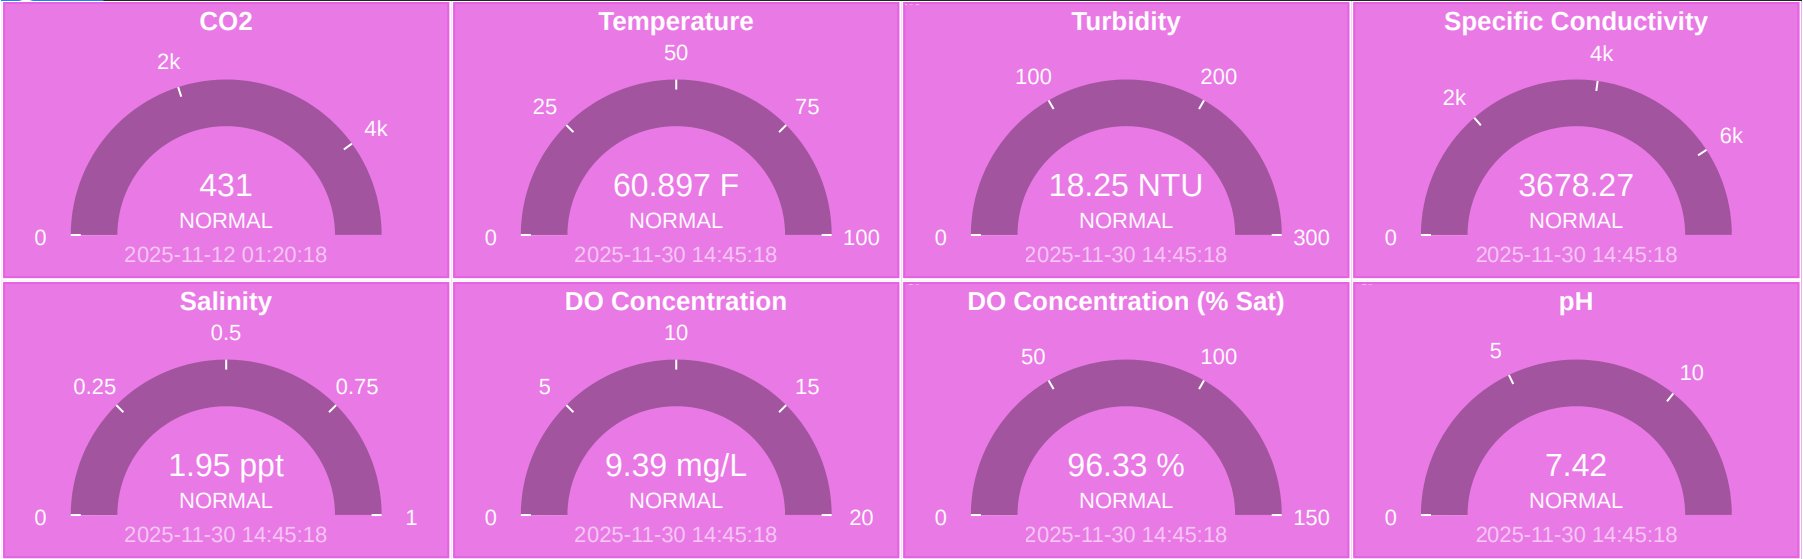 CO2
2k
4k
0
431
NORMAL
2025-11-12 01:20:18
Temperature
50
25
75
0
100
60.897 F
NORMAL
2025-11-30 14:45:18
Turbidity
100
200
0
300
18.25 NTU
NORMAL
2025-11-30 14:45:18
Specific Conductivity
4k
2k
6k
0
3678.27
NORMAL
2025-11-30 14:45:18
Salinity
0.5
0.25
0.75
0
1
1.95 ppt
NORMAL
2025-11-30 14:45:18
DO Concentration
10
5
15
0
20
9.39 mg/L
NORMAL
2025-11-30 14:45:18
DO Concentration (% Sat)
50
100
0
150
96.33 %
NORMAL
2025-11-30 14:45:18
pH
5
10
0
7.42
NORMAL
2025-11-30 14:45:18